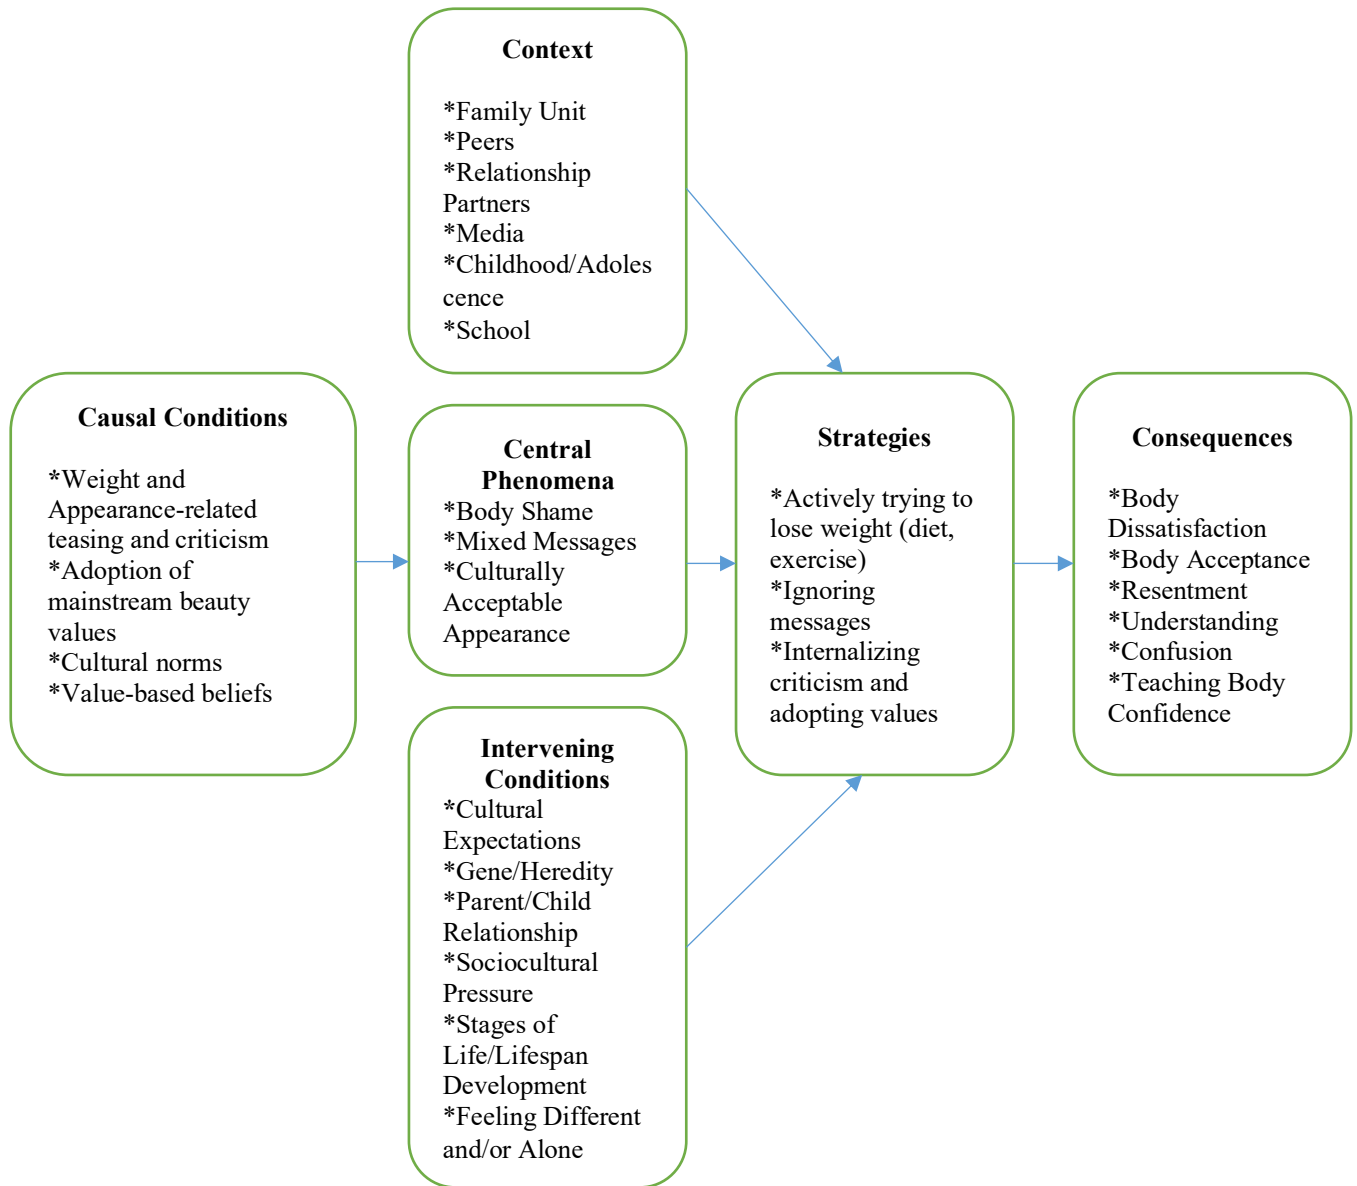 Context
*Family Unit
*Peers
*Relationship
Partners
*Media
*Childhood/Adoles
cence
*School
Causal Conditions
*Weight and
Appearance-related
teasing and criticism
*Adoption of
mainstream beauty
values
*Cultural norms
*Value-based beliefs
Central
Phenomena
*Body Shame
*Mixed Messages
*Culturally
Acceptable
Appearance
Intervening
Conditions
*Cultural
Expectations
*Gene/Heredity
*Parent/Child
Relationship
*Sociocultural
Pressure
*Stages of
Life/Lifespan
Development
*Feeling Different
and/or Alone
Strategies
*Actively trying to
lose weight (diet,
exercise)
*Ignoring
messages
*Internalizing
criticism and
adopting values
Consequences
*Body
Dissatisfaction
*Body Acceptance
*Resentment
*Understanding
*Confusion
*Teaching Body
Confidence